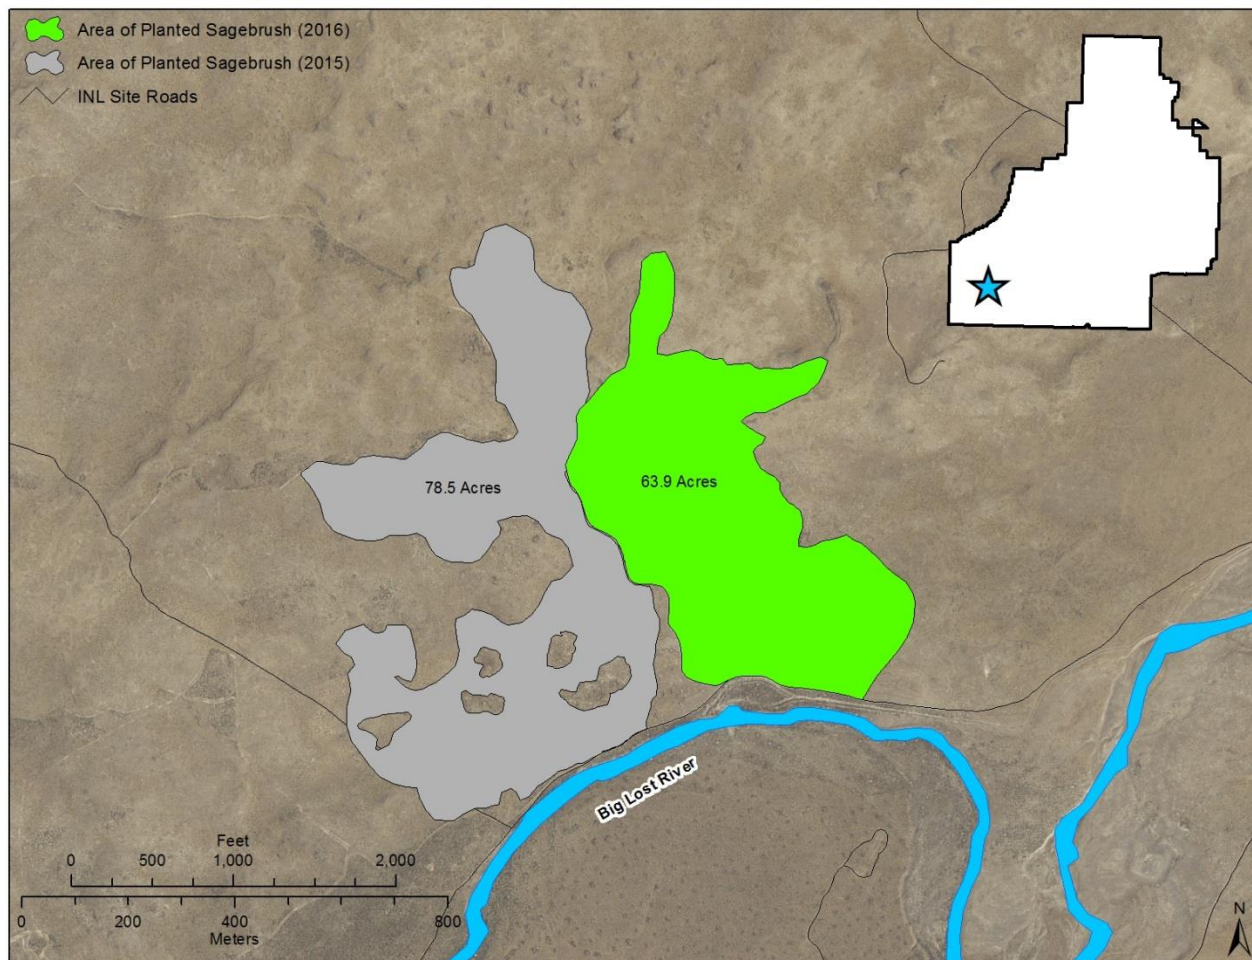 Area of Planted Sagebrush (2016)
Area of Planted Sagebrush (2015)
INL Site Roads
78.5 Acres
63.9 Acres
Big Lost River
Feet
0 500 1,000 2,000
0 200 400 800
Meters
N